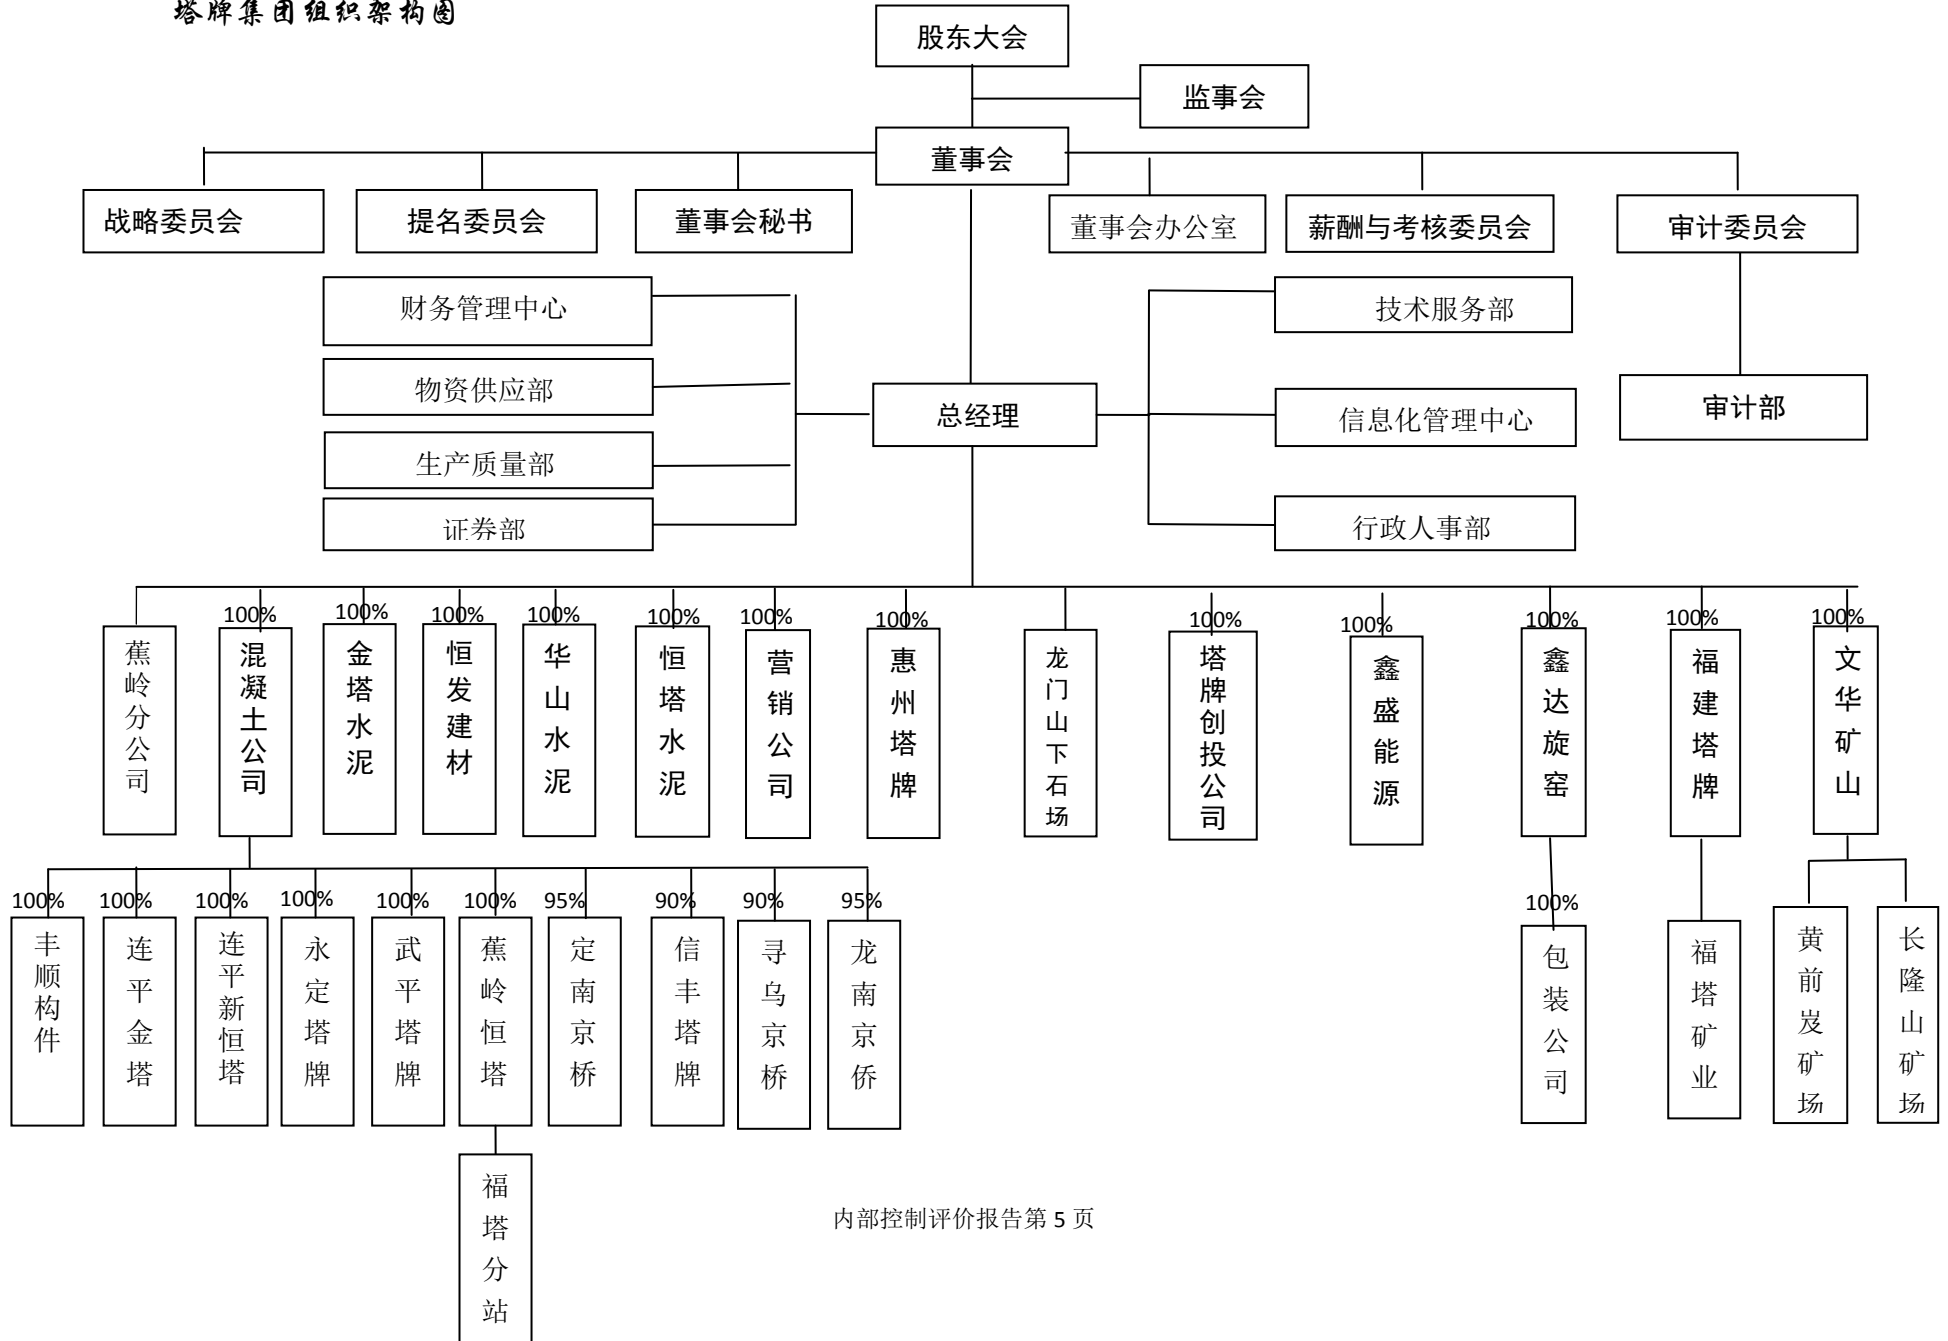 塔牌集团组织架构图
股东大会
监事会
董事会
战略委员会
提名委员会
董事会秘书
董事会办公室
薪酬与考核委员会
审计委员会
财务管理中心
技术服务部
物资供应部
总经理
信息化管理中心
审计部
生产质量部
证券部
行政人事部
蕉岭分公司
100%
混凝土公司
100%
金塔水泥
100%
恒发建材
100%
华山水泥
100%
恒塔水泥
100%
营销公司
100%
惠州塔牌
龙门山下石场
100%
塔牌创投公司
100%
鑫盛能源
100%
鑫达旋窑
100%
福建塔牌
100%
文华矿山
100%
丰顺构件
100%
连平金塔
100%
连平新恒塔
100%
永定塔牌
100%
武平塔牌
100%
蕉岭恒塔
95%
定南京桥
90%
信丰塔牌
90%
寻乌京桥
95%
龙南京侨
100%
包装公司
福塔矿业
黄前岌矿场
长隆山矿场
福塔分站
内部控制评价报告第 5 页